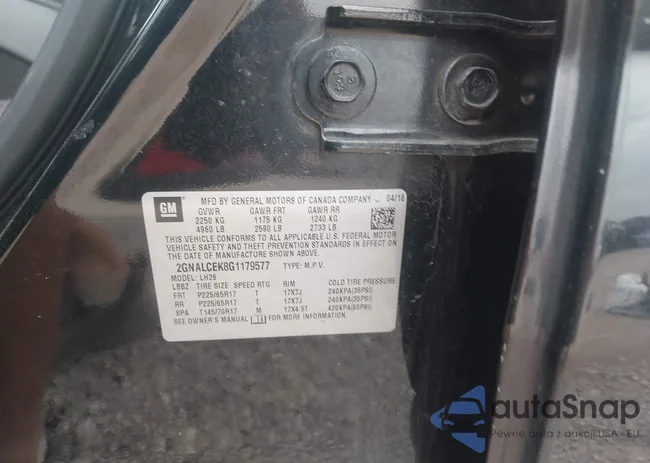 GM
MFD BY GENERAL MOTORS OF CANADA COMPANY 04/16
GVWR GAWR FRT GAWR RR
2250 KG 1175 KG 1240 KG
4960 LB 2590 LB 2733 LB
THIS VEHICLE CONFORMS TO ALL APPLICABLE U.S. FEDERAL MOTOR
VEHICLE SAFETY AND THEFT PREVENTION STANDARDS IN EFFECT ON THE
DATE OF MANUFACTURE SHOWN ABOVE.
2GNALCEK8G1179577 TYPE: M.P.V.
MODEL: LH26
LBBZ TIRE SIZE SPEED RTG RIM COLD TIRE PRESSURE
FRT P225/65R17 T 17X7J 240KPA(35PSI)
RR P225/65R17 T 17X7J 240KPA(35PSI)
SPA T145/70R17 M 17X4.5T 420KPA(60PSI)
SEE OWNER'S MANUAL FOR MORE INFORMATION.
autoSnap
Pewne auta z aukcji USA i EU